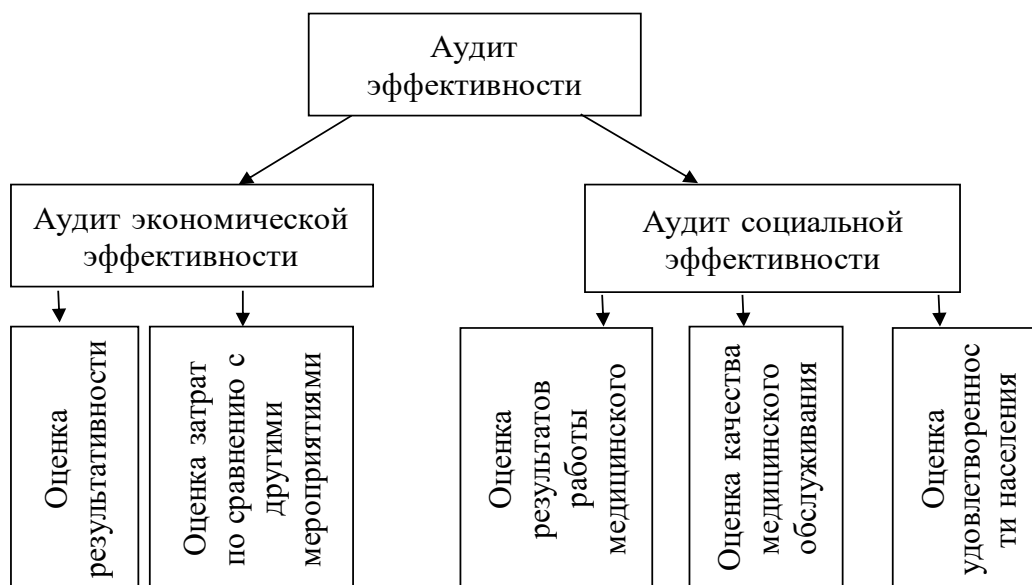 Аудит
эффективности
Аудит экономической
эффективности
Аудит социальной
эффективности
Оценка
результативности
Оценка затрат
по сравнению с
другими
мероприятиями
Оценка
результатов
работы
медицинского
Оценка качества
медицинского
обслуживания
Оценка
удовлетвореннос
ти населения